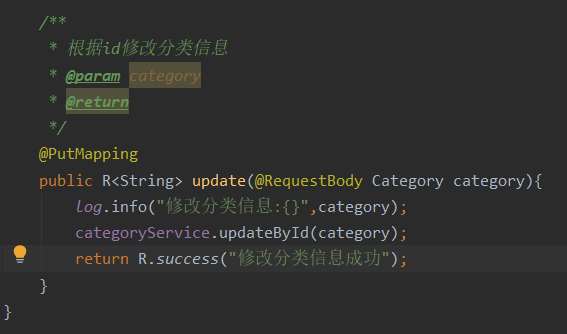 /**
 * 根据id修改分类信息
 * @param category
 * @return
 */
@PutMapping
public R<String> update(@RequestBody Category category){
    log.info("修改分类信息:{}",category);
    categoryService.updateById(category);
    return R.success("修改分类信息成功");
}
}